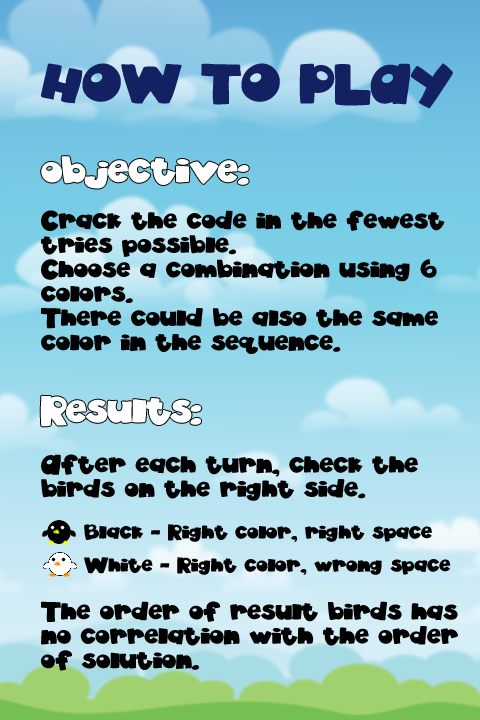 How to Play
objective:
Crack the code in the fewest
tries possible.
Choose a combination using 6
colors.
There could be also the same
color in the sequence.
Results:
After each turn, check the
birds on the right side.
Black - Right color, right space
White - Right color, wrong space
The order of result birds has
no correlation with the order
of solution.